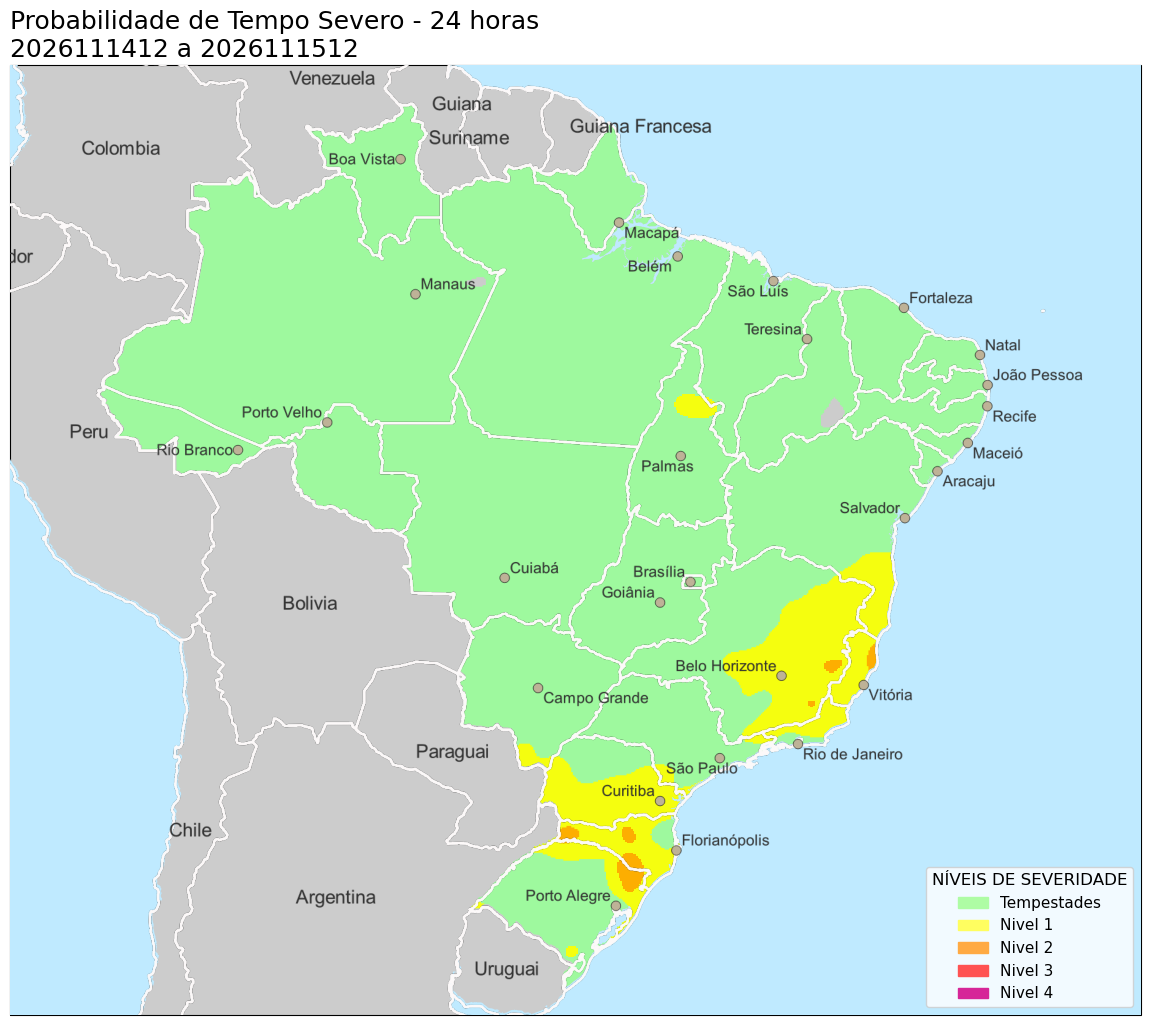 Probabilidade de Tempo Severo - 24 horas
2026111412 a 2026111512
Venezuela
Guiana
Guiana Francesa
Suriname
Colombia
Boa Vista
Macapá
dor
Belém
Manaus
São Luís
Fortaleza
Teresina
Natal
João Pessoa
Porto Velho
Recife
Peru
Rio Branco
Maceió
Palmas
Aracaju
Salvador
Cuiabá
Brasília
Goiânia
Bolivia
Belo Horizonte
Campo Grande
Vitória
Paraguai
Rio de Janeiro
São Paulo
Curitiba
Chile
Florianópolis
Argentina
Porto Alegre
Uruguai
NÍVEIS DE SEVERIDADE
Tempestades
Nivel 1
Nivel 2
Nivel 3
Nivel 4